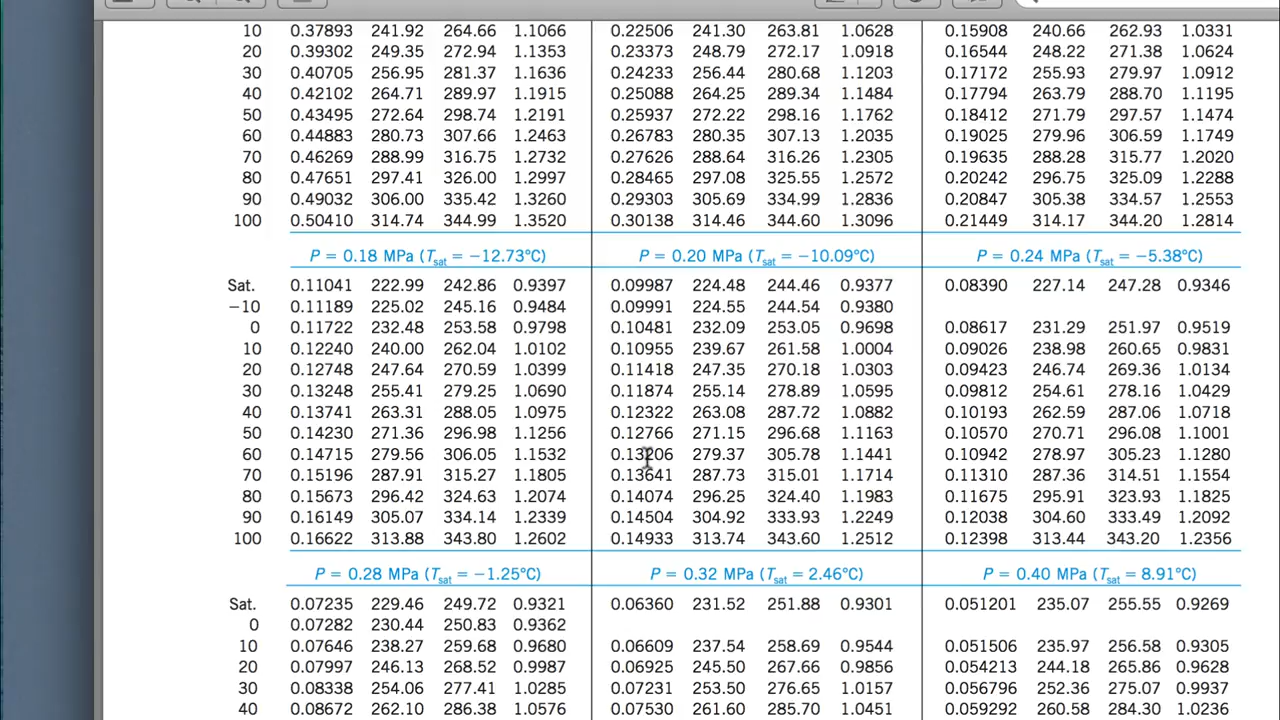 10 0.37893 241.92 264.66 1.1066 0.22506 241.30 263.81 1.0628 0.15908 240.66 262.93 1.0331
20 0.39302 249.35 272.94 1.1353 0.23373 248.79 272.17 1.0918 0.16544 248.22 271.38 1.0624
30 0.40705 256.95 281.37 1.1636 0.24233 256.44 280.68 1.1203 0.17172 255.93 279.97 1.0912
40 0.42102 264.71 289.97 1.1915 0.25088 264.25 289.34 1.1484 0.17794 263.79 288.70 1.1195
50 0.43495 272.64 298.74 1.2191 0.25937 272.22 298.16 1.1762 0.18412 271.79 297.57 1.1474
60 0.44883 280.73 307.66 1.2463 0.26783 280.35 307.13 1.2035 0.19025 279.96 306.59 1.1749
70 0.46269 288.99 316.75 1.2732 0.27626 288.64 316.26 1.2305 0.19635 288.28 315.77 1.2020
80 0.47651 297.41 326.00 1.2997 0.28465 297.08 325.55 1.2572 0.20242 296.75 325.09 1.2288
90 0.49032 306.00 335.42 1.3260 0.29303 305.69 334.99 1.2836 0.20847 305.38 334.57 1.2553
100 0.50410 314.74 344.99 1.3520 0.30138 314.46 344.60 1.3096 0.21449 314.17 344.20 1.2814
P = 0.18 MPa (Tsat = −12.73°C) P = 0.20 MPa (Tsat = −10.09°C) P = 0.24 MPa (Tsat = −5.38°C)
Sat. 0.11041 222.99 242.86 0.9397 0.09987 224.48 244.46 0.9377 0.08390 227.14 247.28 0.9346
−10 0.11189 225.02 245.16 0.9484 0.09991 224.55 244.54 0.9380
0 0.11722 232.48 253.58 0.9798 0.10481 232.09 253.05 0.9698 0.08617 231.29 251.97 0.9519
10 0.12240 240.00 262.04 1.0102 0.10955 239.67 261.58 1.0004 0.09026 238.98 260.65 0.9831
20 0.12748 247.64 270.59 1.0399 0.11418 247.35 270.18 1.0303 0.09423 246.74 269.36 1.0134
30 0.13248 255.41 279.25 1.0690 0.11874 255.14 278.89 1.0595 0.09812 254.61 278.16 1.0429
40 0.13741 263.31 288.05 1.0975 0.12322 263.08 287.72 1.0882 0.10193 262.59 287.06 1.0718
50 0.14230 271.36 296.98 1.1256 0.12766 271.15 296.68 1.1163 0.10570 270.71 296.08 1.1001
60 0.14715 279.56 306.05 1.1532 0.13206 279.37 305.78 1.1441 0.10942 278.97 305.23 1.1280
70 0.15196 287.91 315.27 1.1805 0.13641 287.73 315.01 1.1714 0.11310 287.36 314.51 1.1554
80 0.15673 296.42 324.63 1.2074 0.14074 296.25 324.40 1.1983 0.11675 295.91 323.93 1.1825
90 0.16149 305.07 334.14 1.2339 0.14504 304.92 333.93 1.2249 0.12038 304.60 333.49 1.2092
100 0.16622 313.88 343.80 1.2602 0.14933 313.74 343.60 1.2512 0.12398 313.44 343.20 1.2356
P = 0.28 MPa (Tsat = −1.25°C) P = 0.32 MPa (Tsat = 2.46°C) P = 0.40 MPa (Tsat = 8.91°C)
Sat. 0.07235 229.46 249.72 0.9321 0.06360 231.52 251.88 0.9301 0.051201 235.07 255.55 0.9269
0 0.07282 230.44 250.83 0.9362
10 0.07646 238.27 259.68 0.9680 0.06609 237.54 258.69 0.9544 0.051506 235.97 256.58 0.9305
20 0.07997 246.13 268.52 0.9987 0.06925 245.50 267.66 0.9856 0.054213 244.18 265.86 0.9628
30 0.08338 254.06 277.41 1.0285 0.07231 253.50 276.65 1.0157 0.056796 252.36 275.07 0.9937
40 0.08672 262.10 286.38 1.0576 0.07530 261.60 285.70 1.0451 0.059292 260.58 284.30 1.0236